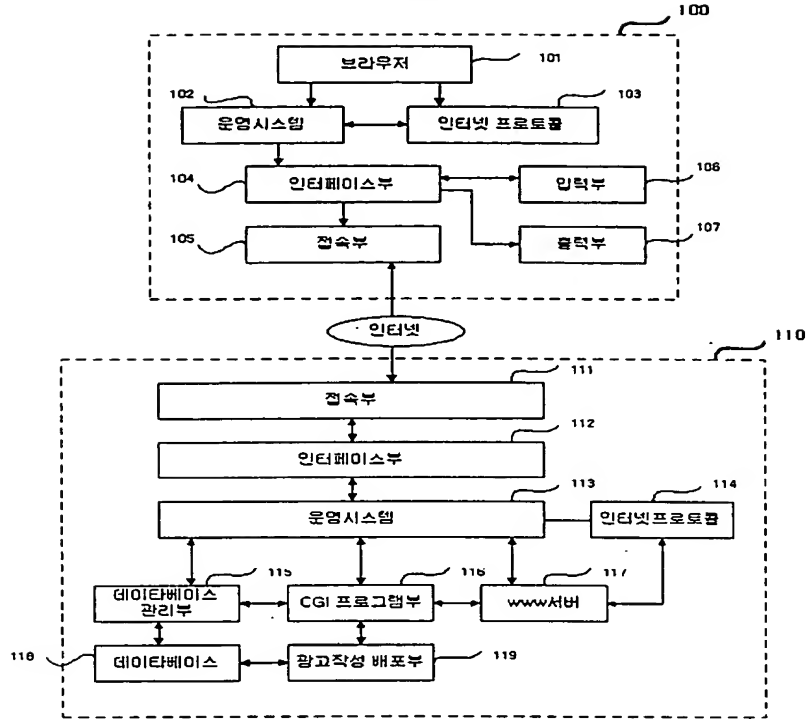 100
브라우저
101
102
운영시스템
인터넷 프로토콜
103
104
인터페이스부
입력부
106
105
접속부
출력부
107
인터넷
110
접속부
111
인터페이스부
112
운영시스템
113
인터넷프로토콜
114
데이타베이스
관리부
115
CGI 프로그램부
116
www서버
117
118
데이타베이스
광고작성 배포부
119